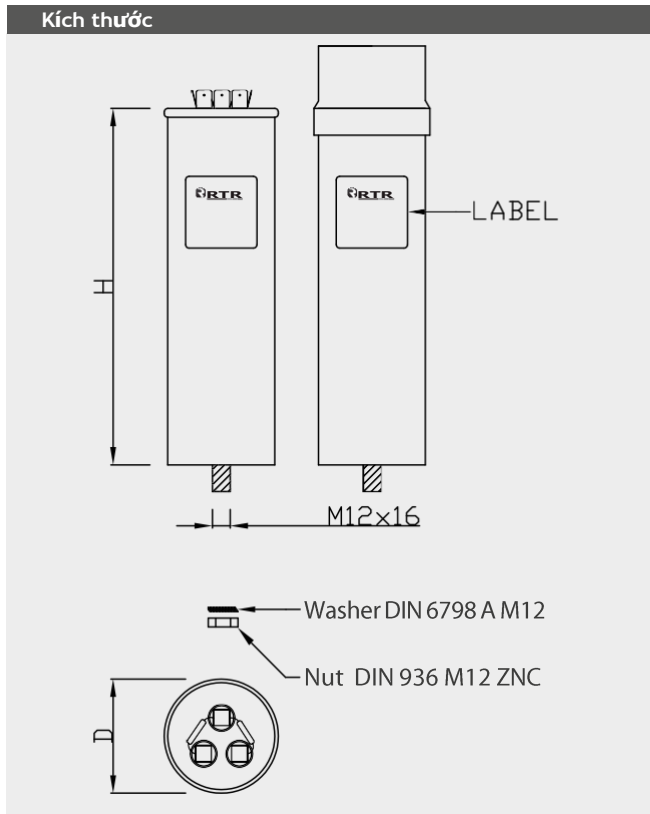 Kích thước
RTR
RTR
LABEL
H
M12x16
Washer DIN 6798 A M12
Nut DIN 936 M12 ZNC
D